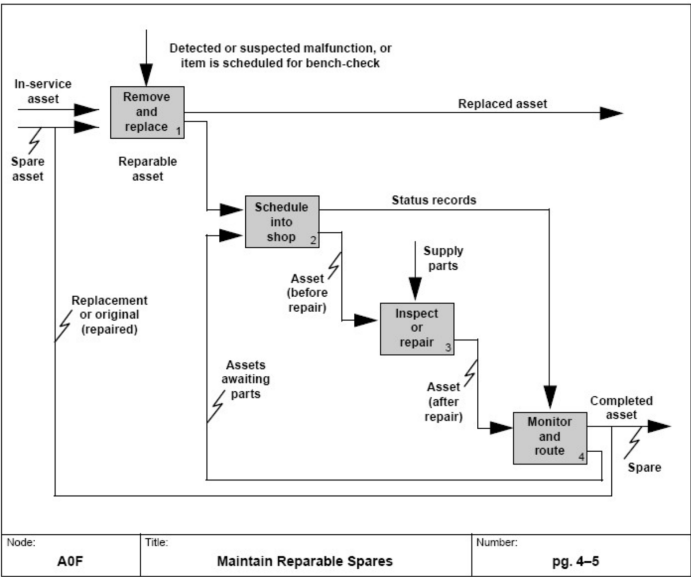 Detected or suspected malfunction, or
item is scheduled for bench-check
In-service
asset
Remove
and
replace
1
Replaced asset
Spare
asset
Reparable
asset
Schedule
into
shop
2
Status records
Supply
parts
Asset
(before
repair)
Replacement
or original
(repaired)
Inspect
or
repair
3
Assets
awaiting
parts
Asset
(after
repair)
Completed
asset
Monitor
and
route
4
Spare
Node:
A0F
Title:
Maintain Reparable Spares
Number:
pg. 4–5